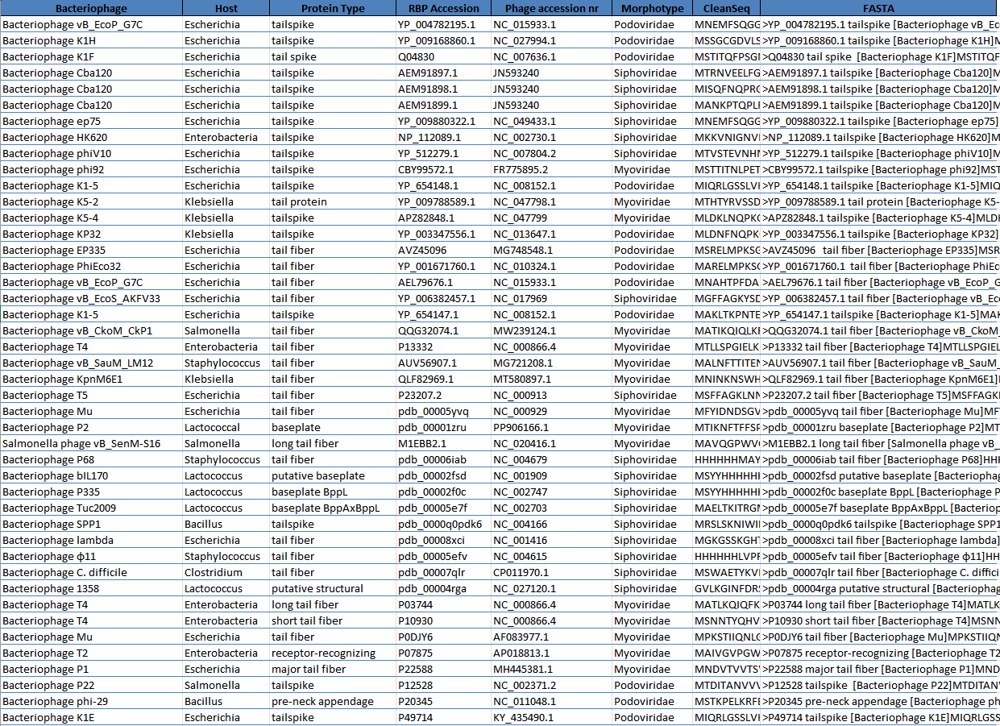 Bacteriophage Host Protein Type RBP Accession Phage accession nr Morphotype CleanSeq FASTA
Bacteriophage vB_EcoP_G7C Escherichia tailspike YP_004782195.1 NC_015933.1 Podoviridae MNEMFSQGG >YP_004782195.1 tailspike [Bacteriophage vB_Ec
Bacteriophage K1H Escherichia tailspike YP_009168860.1 NC_027994.1 Podoviridae MSSGCGDVLS >YP_009168860.1 tailspike [Bacteriophage K1H]M
Bacteriophage K1F Escherichia tail spike Q04830 NC_007636.1 Podoviridae MSTITQFPSG >Q04830 tail spike [Bacteriophage K1F]MSTITQF
Bacteriophage Cba120 Escherichia tailspike AEM91897.1 JN593240 Siphoviridae MTRNVEELFG >AEM91897.1 tailspike [Bacteriophage Cba120]M
Bacteriophage Cba120 Escherichia tailspike AEM91898.1 JN593240 Siphoviridae MISQFNQPRG >AEM91898.1 tailspike [Bacteriophage Cba120]M
Bacteriophage Cba120 Escherichia tailspike AEM91899.1 JN593240 Siphoviridae MANKPTQPL >AEM91899.1 tailspike [Bacteriophage Cba120]M
Bacteriophage ep75 Escherichia tailspike YP_009880322.1 NC_049433.1 Siphoviridae MNEMFSQGG >YP_009880322.1 tailspike [Bacteriophage ep75]
Bacteriophage HK620 Enterobacteria tailspike NP_112089.1 NC_002730.1 Siphoviridae MKKVNIGNV >NP_112089.1 tailspike [Bacteriophage HK620]M
Bacteriophage phiV10 Escherichia tailspike YP_512279.1 NC_007804.2 Podoviridae MTVSTEVNH >YP_512279.1 tailspike [Bacteriophage phiV10]M
Bacteriophage phi92 Escherichia tailspike CBY99572.1 FR775895.2 Myoviridae MSTTITNLPET >CBY99572.1 tailspike [Bacteriophage phi92]MST
Bacteriophage K1-5 Escherichia tailspike YP_654148.1 NC_008152.1 Podoviridae MIQRLGSSLV >YP_654148.1 tailspike [Bacteriophage K1-5]MIQ
Bacteriophage K5-2 Klebsiella tail protein YP_009788589.1 NC_047798.1 Myoviridae MTHTYRVSSD >YP_009788589.1 tail protein [Bacteriophage K5-
Bacteriophage K5-4 Klebsiella tailspike APZ82848.1 NC_047799 Myoviridae MLDKLNQPK >APZ82848.1 tailspike [Bacteriophage K5-4]MLD
Bacteriophage KP32 Klebsiella tailspike YP_003347556.1 NC_013647.1 Podoviridae MLDNFNQPK >YP_003347556.1 tailspike [Bacteriophage KP32]
Bacteriophage EP335 Escherichia tail fiber AVZ45096 MG748548.1 Podoviridae MSRELMPKSG >AVZ45096 tail fiber [Bacteriophage EP335]MSR
Bacteriophage PhiEco32 Escherichia tail fiber YP_001671760.1 NC_010324.1 Podoviridae MARELMPKSG >YP_001671760.1 tail fiber [Bacteriophage PhiEc
Bacteriophage vB_EcoP_G7C Escherichia tail fiber AEL79676.1 NC_015933.1 Podoviridae MNAHTPFDA >AEL79676.1 tail fiber [Bacteriophage vB_EcoP_G
Bacteriophage vB_EcoS_AKFV33 Escherichia tail fiber YP_006382457.1 NC_017969 Siphoviridae MGFFAGKYSD >YP_006382457.1 tail fiber [Bacteriophage vB_Ec
Bacteriophage K1-5 Escherichia tailspike YP_654147.1 NC_008152.1 Podoviridae MAKLTKPNTE >YP_654147.1 tailspike [Bacteriophage K1-5]MAK
Bacteriophage vB_CkoM_CkP1 Salmonella tail fiber QQG32074.1 MW239124.1 Myoviridae MATIKQIQLK >QQG32074.1 tail fiber [Bacteriophage vB_CkoM_
Bacteriophage T4 Enterobacteria tail fiber P13332 NC_000866.4 Myoviridae MTLLSPGIELK >P13332 tail fiber [Bacteriophage T4]MTLLSPGIEL
Bacteriophage vB_SauM_LM12 Staphylococcus tail fiber AUV56907.1 MG721208.1 Myoviridae MALNFTTITE >AUV56907.1 tail fiber [Bacteriophage vB_SauM_
Bacteriophage KpnM6E1 Klebsiella tail fiber QLF82969.1 MT580897.1 Myoviridae MNINKNSWH >QLF82969.1 tail fiber [Bacteriophage KpnM6E1]
Bacteriophage T5 Escherichia tail fiber P23207.2 NC_000913 Siphoviridae MSFFAGKLNN >P23207.2 tail fiber [Bacteriophage T5]MSFFAGK
Bacteriophage Mu Escherichia tail fiber pdb_00005yvq NC_000929 Myoviridae MFYIDNDSGV >pdb_00005yvq tail fiber [Bacteriophage Mu]MF
Bacteriophage P2 Lactococcal baseplate pdb_00001zru PP906166.1 Myoviridae MTIKNFTFFSF >pdb_00001zru baseplate [Bacteriophage P2]MT
Salmonella phage vB_SenM-S16 Salmonella long tail fiber M1EBB2.1 NC_020416.1 Myoviridae MAVQGPWV >M1EBB2.1 long tail fiber [Salmonella phage vB_
Bacteriophage P68 Staphylococcus tail fiber pdb_00006iab NC_004679 Siphoviridae HHHHHHMAY >pdb_00006iab tail fiber [Bacteriophage P68]HH
Bacteriophage bIL170 Lactococcus putative baseplate pdb_00002fsd NC_001909 Siphoviridae MSYYHHHHH >pdb_00002fsd putative baseplate [Bacteriophag
Bacteriophage P335 Lactococcus baseplate BppL pdb_00002f0c NC_002747 Siphoviridae MSYYHHHHH >pdb_00002f0c baseplate BppL [Bacteriophage P
Bacteriophage Tuc2009 Lactococcus baseplate BppAxBppL pdb_00005e7f NC_002703 Siphoviridae MAELTKITRG >pdb_00005e7f baseplate BppAxBppL [Bacteriop
Bacteriophage SPP1 Bacillus tailspike pdb_0000q0pdk6 NC_004166 Siphoviridae MRSLSKNIWII >pdb_0000q0pdk6 tailspike [Bacteriophage SPP1
Bacteriophage lambda Escherichia tail fiber pdb_00008xci NC_001416 Siphoviridae MGKGSSKGHT >pdb_00008xci tail fiber [Bacteriophage lambda]
Bacteriophage ф11 Staphylococcus tail fiber pdb_00005efv NC_004615 Siphoviridae HHHHHHLVPR >pdb_00005efv tail fiber [Bacteriophage ф11]HH
Bacteriophage C. difficile Clostridium tail fiber pdb_00007qlr CP011970.1 Siphoviridae MSWAETYKV >pdb_00007qlr tail fiber [Bacteriophage C. diffici
Bacteriophage 1358 Lactococcus putative structural pdb_00004rga NC_027120.1 Siphoviridae GVLKGINFDR >pdb_00004rga putative structural [Bacteriophag
Bacteriophage T4 Enterobacteria long tail fiber P03744 NC_000866.4 Myoviridae MATLKQIQFK >P03744 long tail fiber [Bacteriophage T4]MATLK
Bacteriophage T4 Enterobacteria short tail fiber P10930 NC_000866.4 Myoviridae MSNNTYQHV >P10930 short tail fiber [Bacteriophage T4]MSNN
Bacteriophage Mu Escherichia tail fiber P0DJY6 AF083977.1 Myoviridae MPKSTIIQNL >P0DJY6 tail fiber [Bacteriophage Mu]MPKSTIIQN
Bacteriophage T2 Enterobacteria receptor-recognizing P07875 AP018813.1 Myoviridae MAIVGVPGW >P07875 receptor-recognizing [Bacteriophage T2
Bacteriophage P1 Escherichia major tail fiber P22588 MH445381.1 Myoviridae MNDVTVVTS >P22588 major tail fiber [Bacteriophage P1]MND
Bacteriophage P22 Salmonella tailspike P12528 NC_002371.2 Podoviridae MTDITANVVV >P12528 tailspike [Bacteriophage P22]MTDITANV
Bacteriophage phi-29 Bacillus pre-neck appendage P20345 NC_011048.1 Podoviridae MSTKPELKRF >P20345 pre-neck appendage [Bacteriophage ph
Bacteriophage K1E Escherichia tailspike P49714 KY_435490.1 Podoviridae MIQRLGSSLV >P49714 tailspike [Bacteriophage K1E]MIQRLGSS